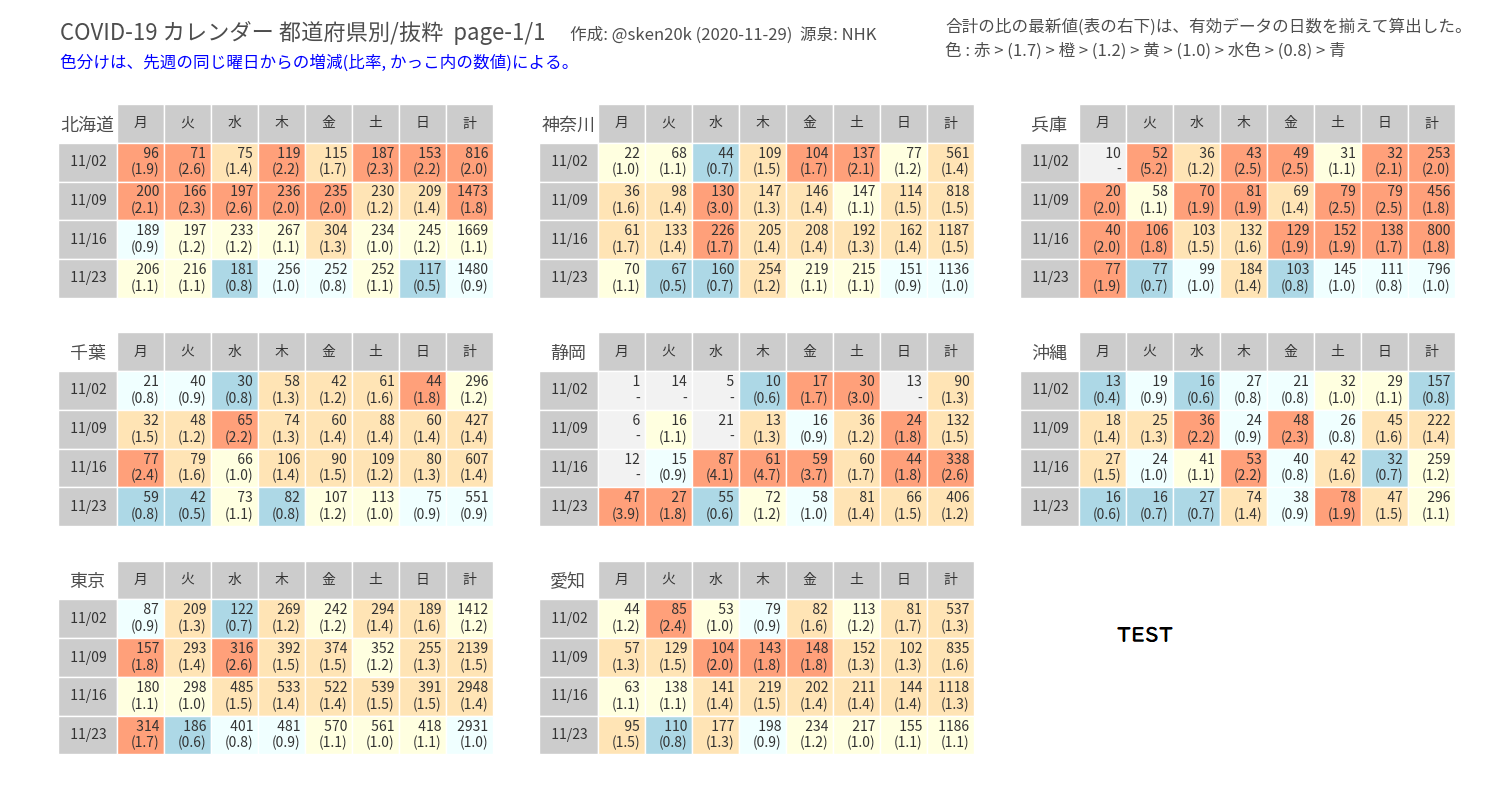 COVID-19 カレンダー 都道府県別/抜粋 page-1/1 作成: @sken20k (2020-11-29) 源泉: NHK
色分けは、先週の同じ曜日からの増減(比率, かっこ内の数値)による。
合計の比の最新値(表の右下)は、有効データの日数を揃えて算出した。
色 : 赤 > (1.7) > 橙 > (1.2) > 黄 > (1.0) > 水色 > (0.8) > 青
北海道 月 火 水 木 金 土 日 計
11/02 96 71 75 119 115 187 153 816
(1.9) (2.6) (1.4) (2.2) (1.7) (2.3) (2.2) (2.0)
11/09 200 166 197 236 235 230 209 1473
(2.1) (2.3) (2.6) (2.0) (2.0) (1.2) (1.4) (1.8)
11/16 189 197 233 267 304 234 245 1669
(0.9) (1.2) (1.2) (1.1) (1.3) (1.0) (1.2) (1.1)
11/23 206 216 181 256 252 252 117 1480
(1.1) (1.1) (0.8) (1.0) (0.8) (1.1) (0.5) (0.9)
神奈川 月 火 水 木 金 土 日 計
11/02 22 68 44 109 104 137 77 561
(1.0) (1.1) (0.7) (1.5) (1.7) (2.1) (1.2) (1.4)
11/09 36 98 130 147 146 147 114 818
(1.6) (1.4) (3.0) (1.3) (1.4) (1.1) (1.5) (1.5)
11/16 61 133 226 205 208 192 162 1187
(1.7) (1.4) (1.7) (1.4) (1.4) (1.3) (1.4) (1.5)
11/23 70 67 160 254 219 215 151 1136
(1.1) (0.5) (0.7) (1.2) (1.1) (1.1) (0.9) (1.0)
兵庫 月 火 水 木 金 土 日 計
11/02 10 52 36 43 49 31 32 253
- (5.2) (1.2) (2.5) (2.5) (1.1) (2.1) (2.0)
11/09 20 58 70 81 69 79 79 456
(2.0) (1.1) (1.9) (1.9) (1.4) (2.5) (2.5) (1.8)
11/16 40 106 103 132 129 152 138 800
(2.0) (1.8) (1.5) (1.6) (1.9) (1.9) (1.7) (1.8)
11/23 77 77 99 184 103 145 111 796
(1.9) (0.7) (1.0) (1.4) (0.8) (1.0) (0.8) (1.0)
千葉 月 火 水 木 金 土 日 計
11/02 21 40 30 58 42 61 44 296
(0.8) (0.9) (0.8) (1.3) (1.2) (1.6) (1.8) (1.2)
11/09 32 48 65 74 60 88 60 427
(1.5) (1.2) (2.2) (1.3) (1.4) (1.4) (1.4) (1.4)
11/16 77 79 66 106 90 109 80 607
(2.4) (1.6) (1.0) (1.4) (1.5) (1.2) (1.3) (1.4)
11/23 59 42 73 82 107 113 75 551
(0.8) (0.5) (1.1) (0.8) (1.2) (1.0) (0.9) (0.9)
静岡 月 火 水 木 金 土 日 計
11/02 1 14 5 10 17 30 13 90
- - - (0.6) (1.7) (3.0) - (1.3)
11/09 6 16 21 13 16 36 24 132
- (1.1) - (1.3) (0.9) (1.2) (1.8) (1.5)
11/16 12 15 87 61 59 60 44 338
- (0.9) (4.1) (4.7) (3.7) (1.7) (1.8) (2.6)
11/23 47 27 55 72 58 81 66 406
(3.9) (1.8) (0.6) (1.2) (1.0) (1.4) (1.5) (1.2)
沖縄 月 火 水 木 金 土 日 計
11/02 13 19 16 27 21 32 29 157
(0.4) (0.9) (0.6) (0.8) (0.8) (1.0) (1.1) (0.8)
11/09 18 25 36 24 48 26 45 222
(1.4) (1.3) (2.2) (0.9) (2.3) (0.8) (1.6) (1.4)
11/16 27 24 41 53 40 42 32 259
(1.5) (1.0) (1.1) (2.2) (0.8) (1.6) (0.7) (1.2)
11/23 16 16 27 74 38 78 47 296
(0.6) (0.7) (0.7) (1.4) (0.9) (1.9) (1.5) (1.1)
東京 月 火 水 木 金 土 日 計
11/02 87 209 122 269 242 294 189 1412
(0.9) (1.3) (0.7) (1.2) (1.2) (1.4) (1.6) (1.2)
11/09 157 293 316 392 374 352 255 2139
(1.8) (1.4) (2.6) (1.5) (1.5) (1.2) (1.3) (1.5)
11/16 180 298 485 533 522 539 391 2948
(1.1) (1.0) (1.5) (1.4) (1.4) (1.5) (1.5) (1.4)
11/23 314 186 401 481 570 561 418 2931
(1.7) (0.6) (0.8) (0.9) (1.1) (1.0) (1.1) (1.0)
愛知 月 火 水 木 金 土 日 計
11/02 44 85 53 79 82 113 81 537
(1.2) (2.4) (1.0) (0.9) (1.6) (1.2) (1.7) (1.3)
11/09 57 129 104 143 148 152 102 835
(1.3) (1.5) (2.0) (1.8) (1.8) (1.3) (1.3) (1.6)
11/16 63 138 141 219 202 211 144 1118
(1.1) (1.1) (1.4) (1.5) (1.4) (1.4) (1.4) (1.3)
11/23 95 110 177 198 234 217 155 1186
(1.5) (0.8) (1.3) (0.9) (1.2) (1.0) (1.1) (1.1)
TEST